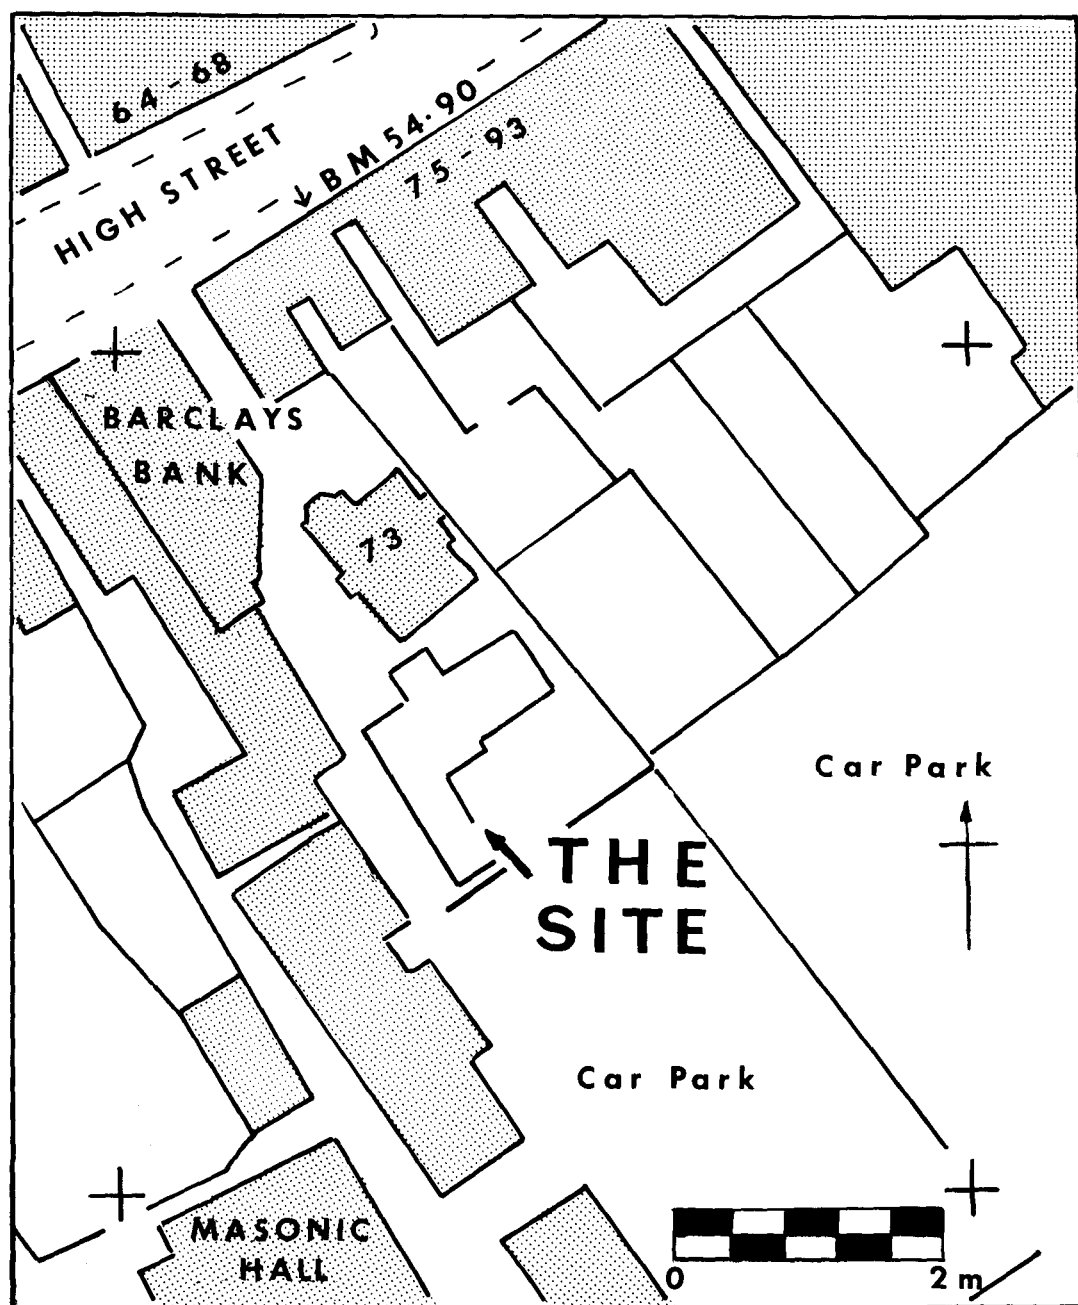 64-68
HIGH STREET
BM 54·90
75-93
BARCLAYS
BANK
73
Car Park
THE
SITE
Car Park
MASONIC
HALL
0 2 m